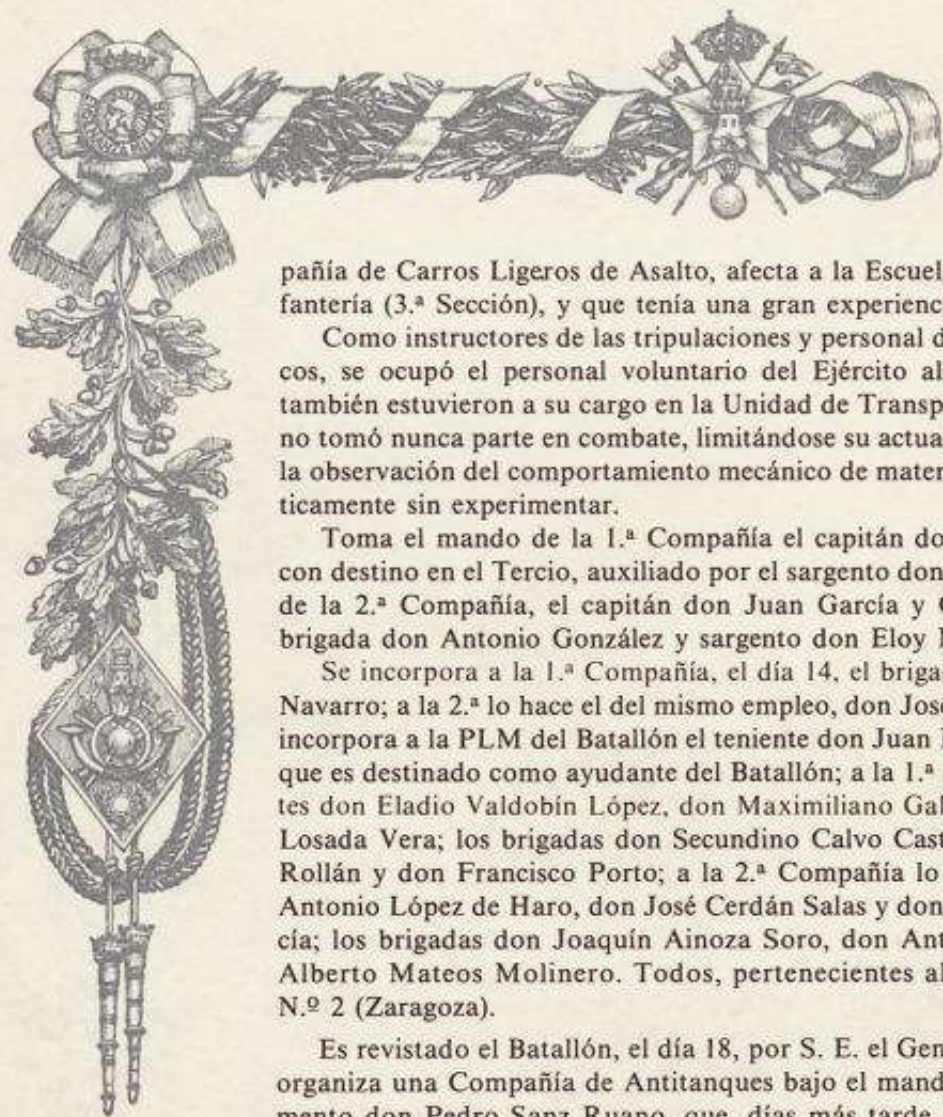 pañía de Carros Ligeros de Asalto, afecta a la Escuel
fantería (3.ª Sección), y que tenía una gran experienc
Como instructores de las tripulaciones y personal d
cos, se ocupó el personal voluntario del Ejército al
también estuvieron a su cargo en la Unidad de Transp
no tomó nunca parte en combate, limitándose su actua
la observación del comportamiento mecánico de mater
ticamente sin experimentar.
Toma el mando de la 1.ª Compañía el capitán do
con destino en el Tercio, auxiliado por el sargento don
de la 2.ª Compañía, el capitán don Juan García y
brigada don Antonio González y sargento don Eloy
Se incorpora a la 1.ª Compañía, el día 14, el briga
Navarro; a la 2.ª lo hace el del mismo empleo, don José
incorpora a la PLM del Batallón el teniente don Juan
que es destinado como ayudante del Batallón; a la 1.ª
tes don Eladio Valdobín López, don Maximiliano Gal
Losada Vera; los brigadas don Secundino Calvo Cast
Rollán y don Francisco Porto; a la 2.ª Compañía lo
Antonio López de Haro, don José Cerdán Salas y don
cía; los brigadas don Joaquín Ainoza Soro, don Ant
Alberto Mateos Molinero. Todos, pertenecientes al
N.º 2 (Zaragoza).
Es revistado el Batallón, el día 18, por S. E. el Gen
organiza una Compañía de Antitanques bajo el mand
mento don Pedro Sanz Ruano, que, días más tarde